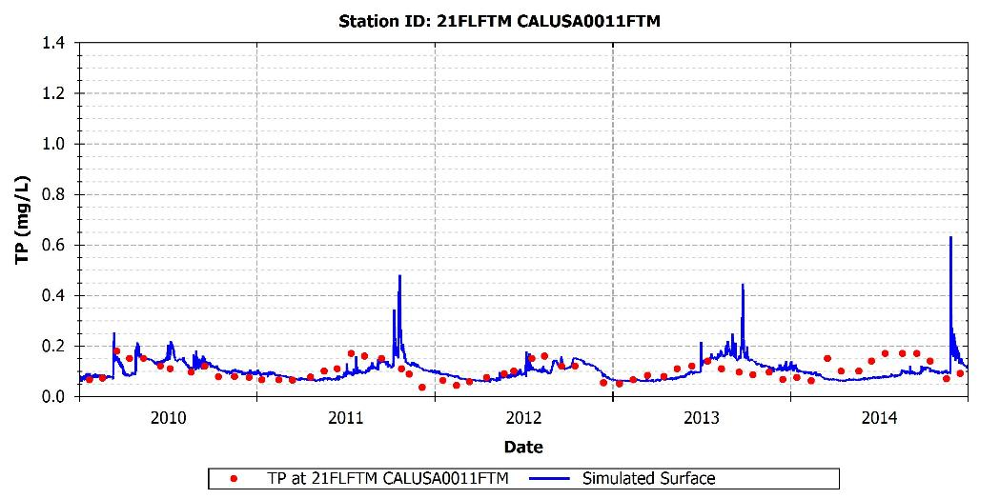 Station ID: 21FLFTM CALUSA0011FTM
1.4
1.2
1.0
0.8
0.6
0.4
0.2
0.0
TP (mg/L)
2010 2011 2012 2013 2014
Date
TP at 21FLFTM CALUSA0011FTM Simulated Surface